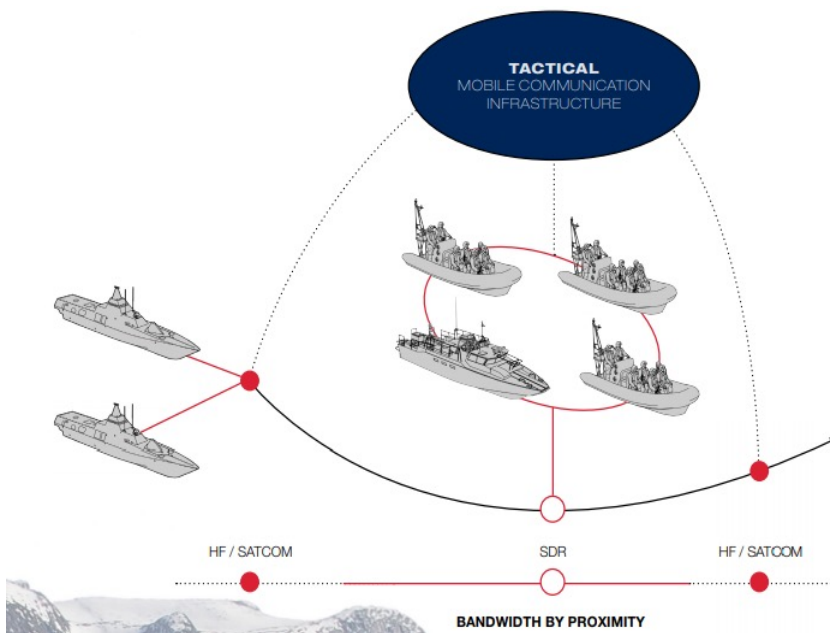 TACTICAL
MOBILE COMMUNICATION
INFRASTRUCTURE
HF / SATCOM
SDR
HF / SATCOM
BANDWIDTH BY PROXIMITY